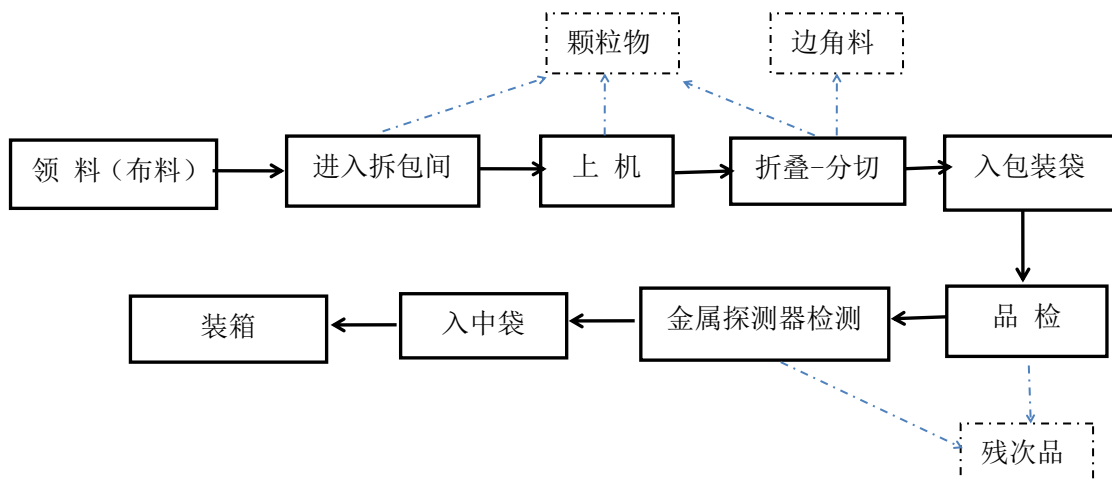 颗粒物
边角料
领 料（布料）
进入拆包间
上 机
折叠-分切
入包装袋
装箱
入中袋
金属探测器检测
品 检
残次品